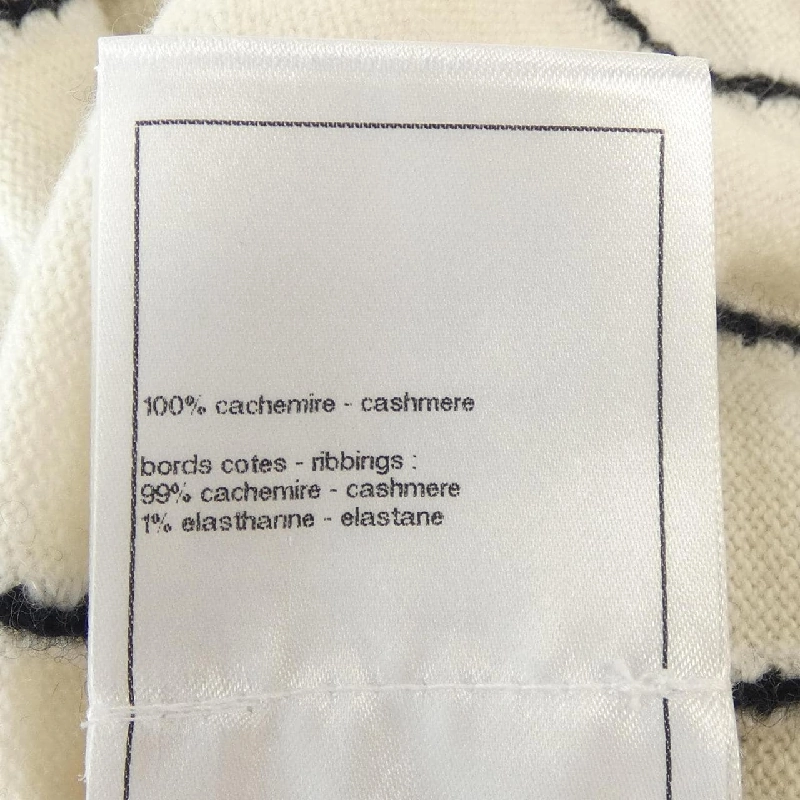 100% cachemire - cashmere
bords cotes - ribbings :
99% cachemire - cashmere
1% elasthanne - elastane